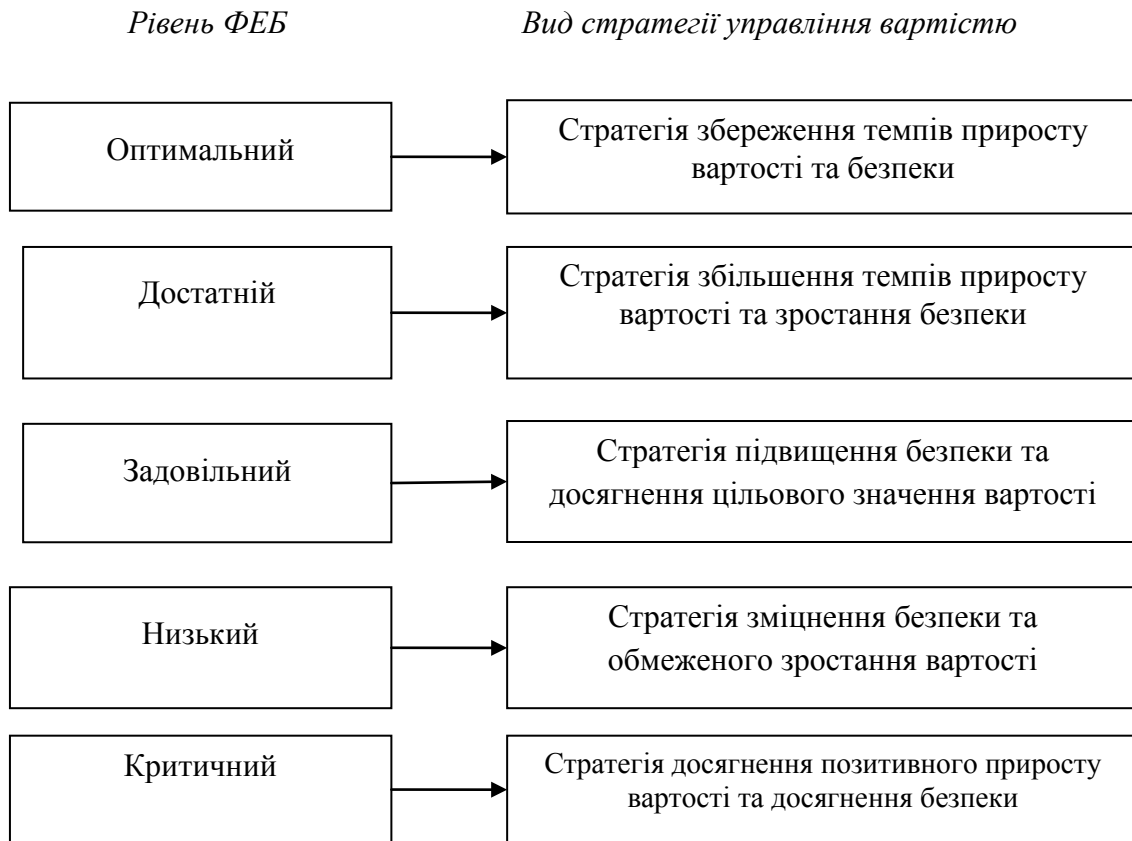 Рівень ФЕБ
Вид стратегії управління вартістю
Оптимальний
Стратегія збереження темпів приросту
вартості та безпеки
Достатній
Стратегія збільшення темпів приросту
вартості та зростання безпеки
Задовільний
Стратегія підвищення безпеки та
досягнення цільового значення вартості
Низький
Стратегія зміцнення безпеки та
обмеженого зростання вартості
Критичний
Стратегія досягнення позитивного приросту
вартості та досягнення безпеки